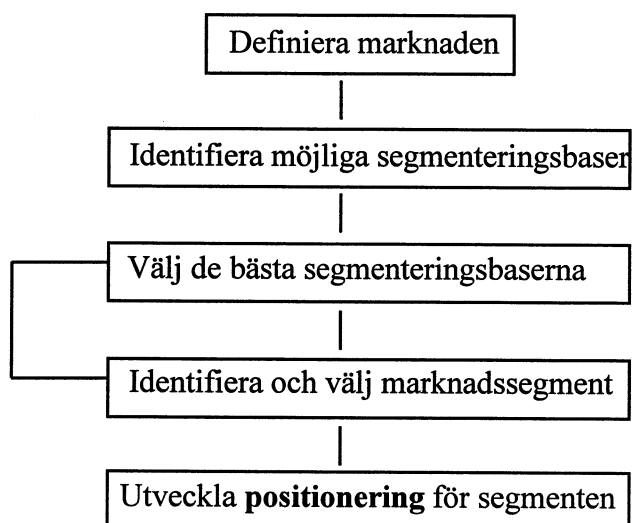 Definiera marknaden
Identifiera möjliga segmenteringsbaser
Välj de bästa segmenteringsbaserna
Identifiera och välj marknadssegment
Utveckla positionering för segmenten